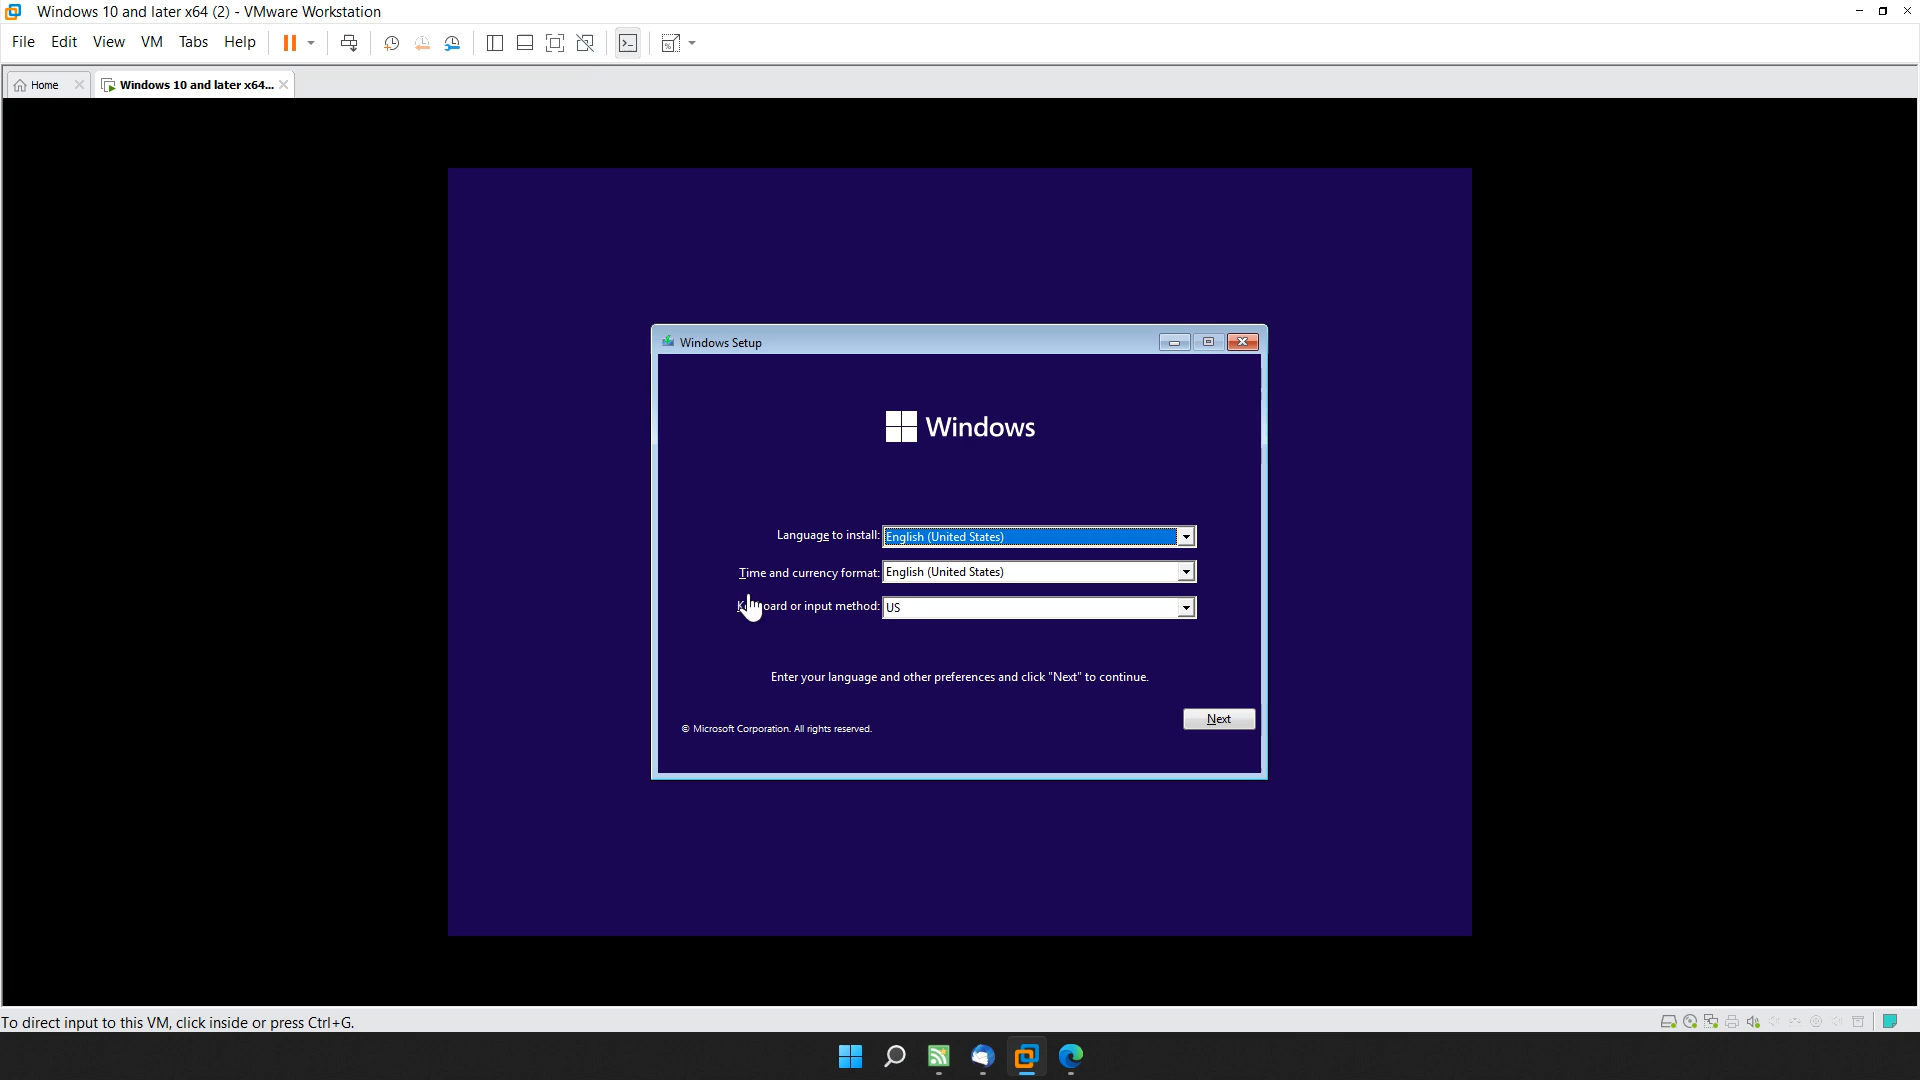 Windows 10 and later x64 (2) - VMware Workstation
File Edit View VM Tabs Help
Home
Windows 10 and later x64...
Windows Setup
Windows
Language to install: English (United States)
Time and currency format: English (United States)
or input method: US
Enter your language and other preferences and click "Next" to continue.
Next
© Microsoft Corporation. All rights reserved.
To direct input to this VM, click inside or press Ctrl+G.